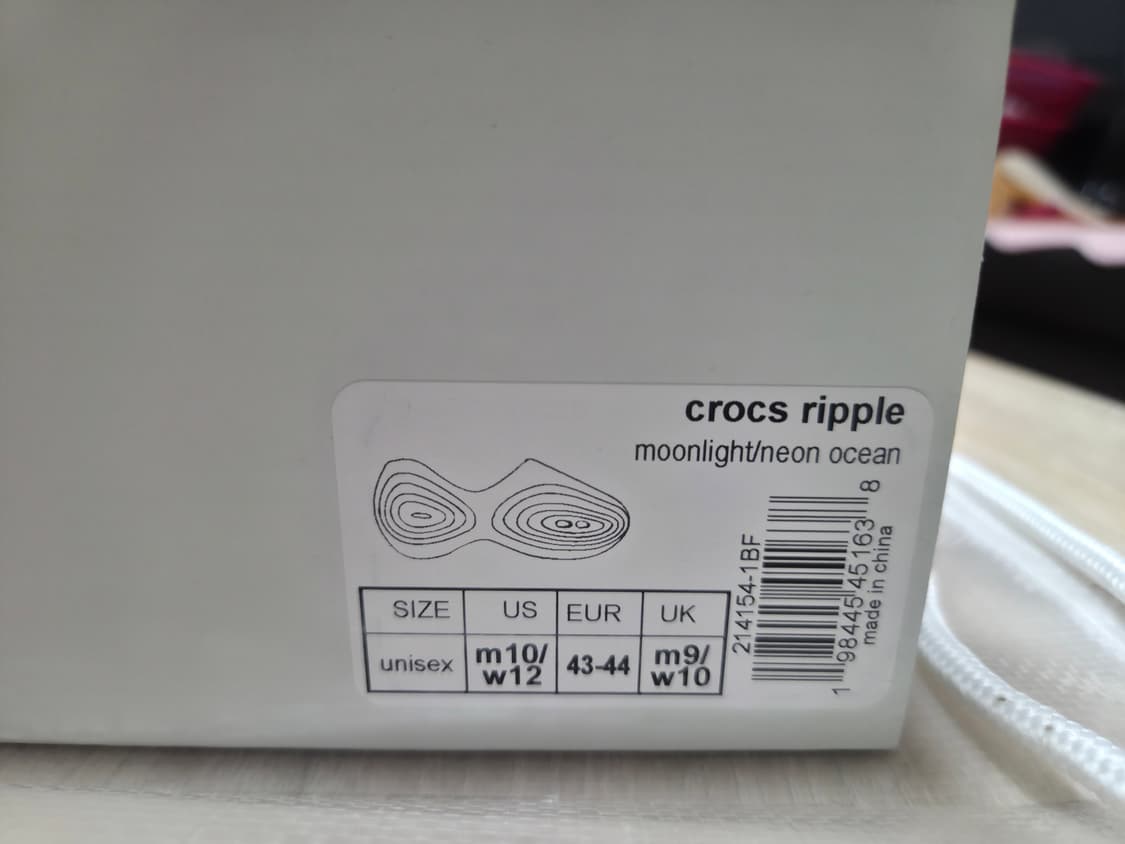 crocs ripple
moonlight/neon ocean
SIZE US EUR UK
unisex m10/w12 43-44 m9/w10
214154-1BF
1 98445 45163 8
made in china